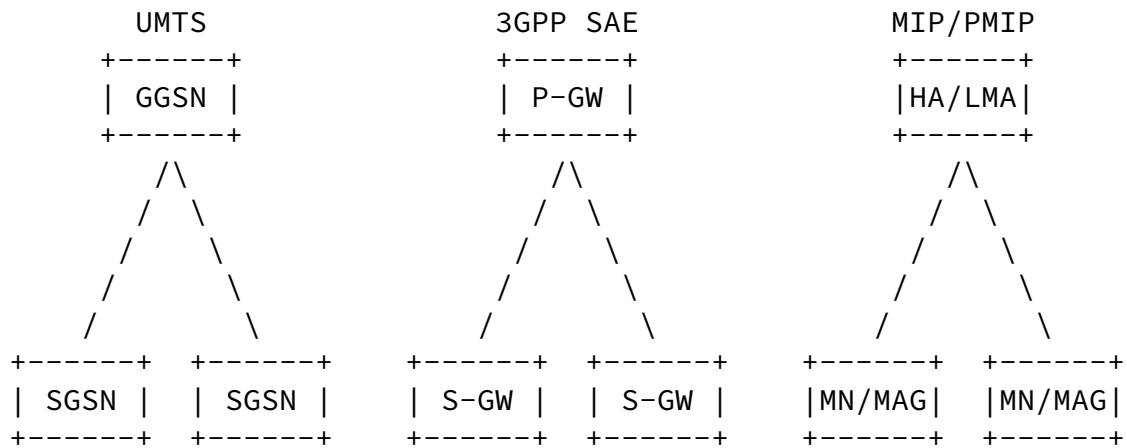 UMTS 3GPP SAE MIP/PMIP
GGSN P-GW HA/LMA
SGSN SGSN S-GW S-GW MN/MAG MN/MAG